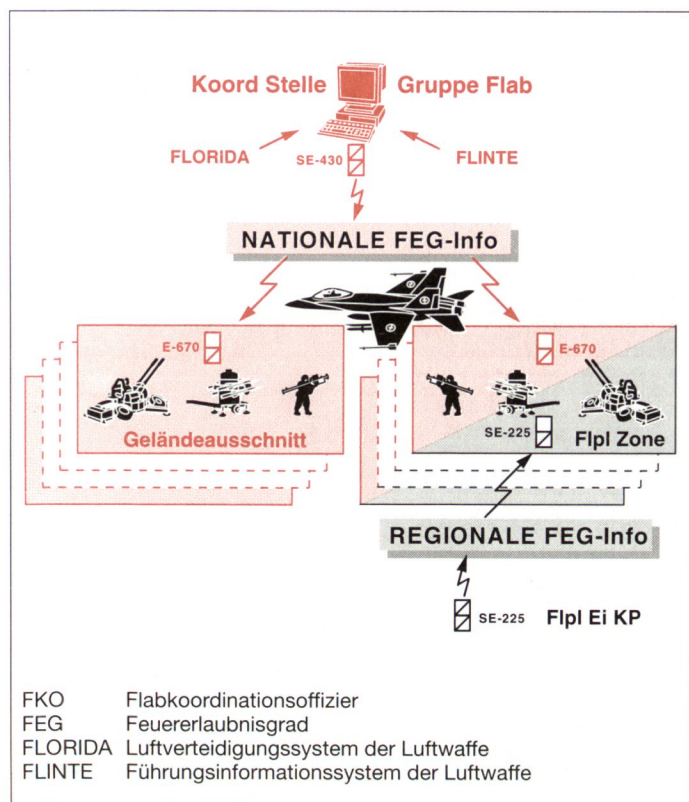 Koord Stelle Gruppe Flab
FLORIDA SE-430 FLINTE
NATIONALE FEG-Info
E-670 E-670
Geländeausschnitt SE-225 Flpl Zone
REGIONALE FEG-Info
SE-225 Flpl Ei KP
FKO Flabkoordinationsoffizier
FEG Feuererlaubnisgrad
FLORIDA Luftverteidigungssystem der Luftwaffe
FLINTE Führungsinformationssystem der Luftwaffe